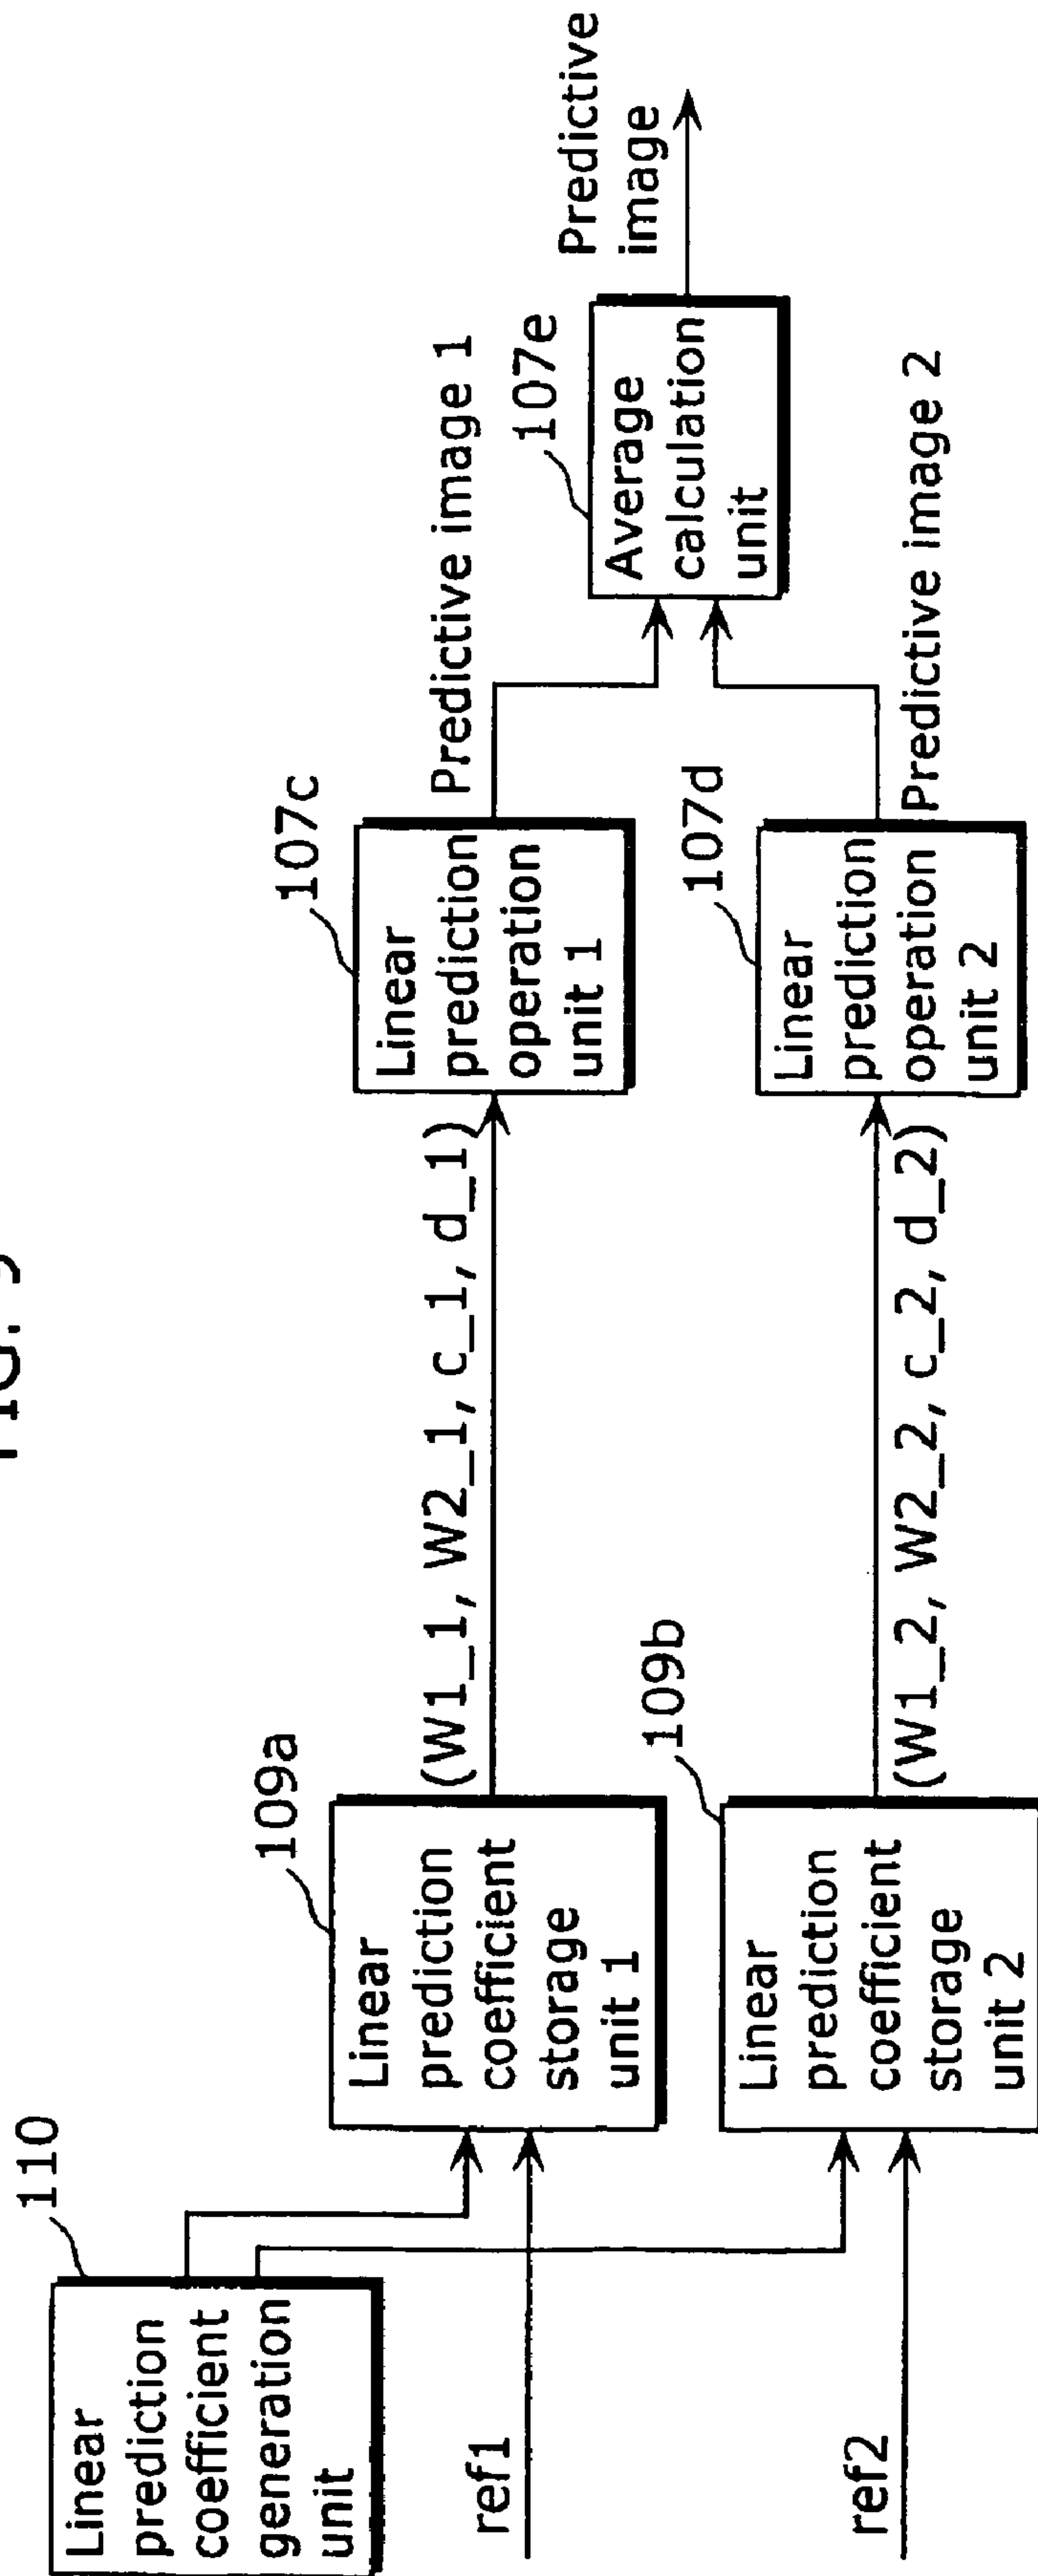 110
Linear
prediction
coefficient
generation
unit
ref1
ref2
109a
Linear
prediction
coefficient
storage
unit 1
109b
Linear
prediction
coefficient
storage
unit 2
(W1_1, W2_1, c_1, d_1)
(W1_2, W2_2, c_2, d_2)
107c
Linear
prediction
operation
unit 1
107d
Linear
prediction
operation
unit 2
Predictive image 1
Predictive image 2
107e
Average
calculation
unit
Predictive
image